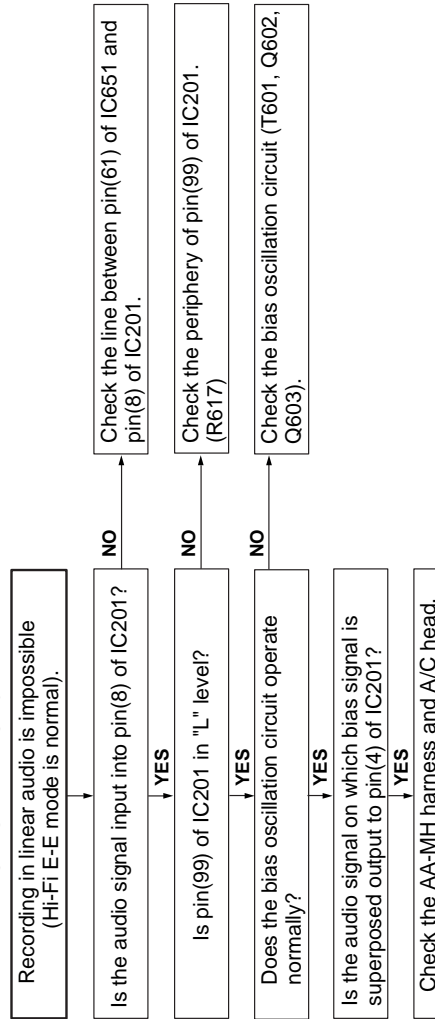 Recording in linear audio is impossible
(Hi-Fi E-E mode is normal).
Is the audio signal input into pin(8) of IC201?
NO
Check the line between pin(61) of IC651 and
pin(8) of IC201.
YES
Is pin(99) of IC201 in "L" level?
NO
Check the periphery of pin(99) of IC201.
(R617)
YES
Does the bias oscillation circuit operate
normally?
NO
Check the bias oscillation circuit (T601, Q602,
Q603).
YES
Is the audio signal on which bias signal is
superposed output to pin(4) of IC201?
YES
Check the AA-MH harness and A/C head.